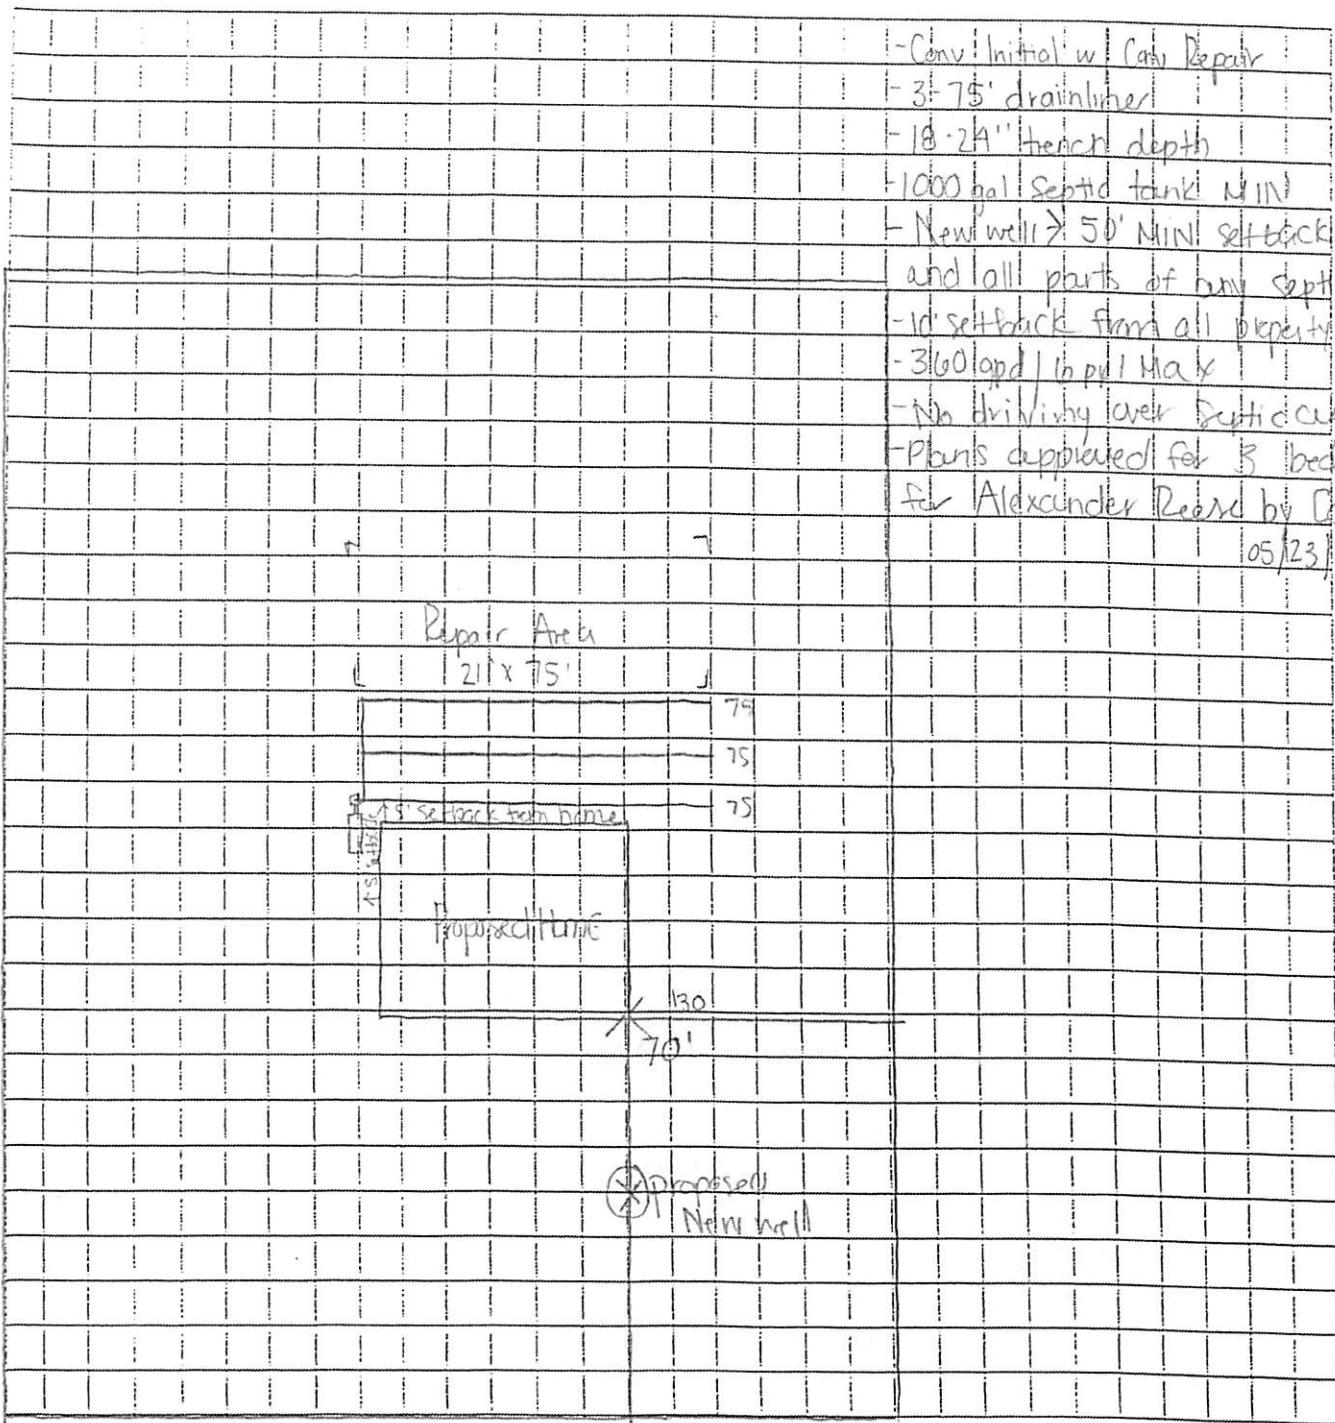 -Conv Initial w/ Conv Repair
-3-75' drainlines
-18-24" trench depth
-1000 gal septic tank MIN
-New well > 50' MIN setback
and all parts of any sept
-10' setback from all property
-360 gpd / Max
-No driving over Septic
-Plans approved for 3 bed
for Alexander Reese by
05/23/
Repair Area
21' x 75'
75
75
75
5' setback from home
5' setback
Proposed Home
130
70'
proposed
New well